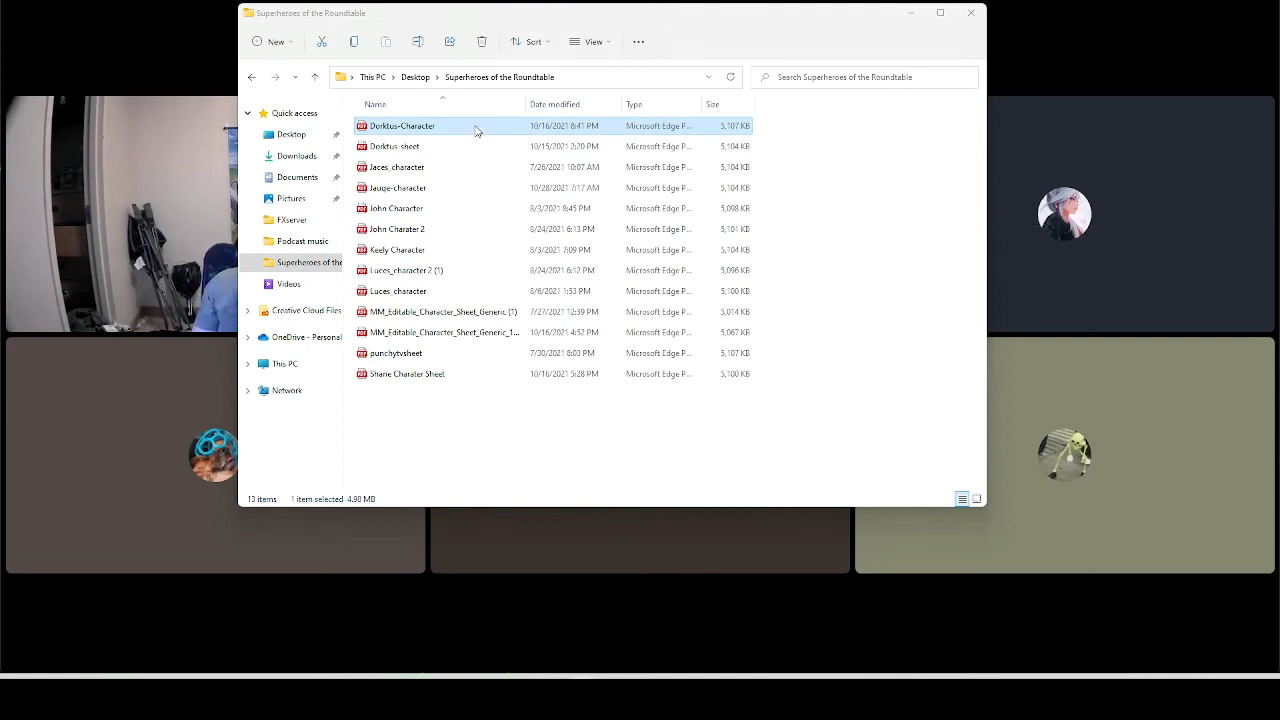 Superheroes of the Roundtable
New
Sort
View
This PC
Desktop
Superheroes of the Roundtable
Search Superheroes of the Roundtable
Name
Date modified
Type
Size
Quick access
Desktop
Downloads
Documents
Pictures
FXserver
Podcast music
Superheroes of the
Videos
Creative Cloud Files
OneDrive - Personal
This PC
Network
Dorktus-Character 10/16/2021 8:41 PM Microsoft Edge P... 5,107 KB
Dorktus-sheet 10/15/2021 2:20 PM Microsoft Edge P... 5,104 KB
Jaces_character 7/26/2021 10:07 AM Microsoft Edge P... 5,104 KB
Jauqe-character 10/28/2021 7:17 AM Microsoft Edge P... 5,104 KB
John Character 8/3/2021 8:45 PM Microsoft Edge P... 5,098 KB
John Charater 2 8/24/2021 6:13 PM Microsoft Edge P... 5,101 KB
Keely Character 8/3/2021 7:09 PM Microsoft Edge P... 5,104 KB
Luces_character 2 (1) 8/24/2021 6:12 PM Microsoft Edge P... 5,096 KB
Luces_character 8/6/2021 1:53 PM Microsoft Edge P... 5,100 KB
MM_Editable_Character_Sheet_Generic (1) 7/27/2021 12:39 PM Microsoft Edge P... 5,014 KB
MM_Editable_Character_Sheet_Generic_1... 10/16/2021 4:52 PM Microsoft Edge P... 5,067 KB
punchytvsheet 7/30/2021 8:03 PM Microsoft Edge P... 5,107 KB
Shane Charater Sheet 10/16/2021 5:28 PM Microsoft Edge P... 5,100 KB
13 items 1 item selected 4.98 MB